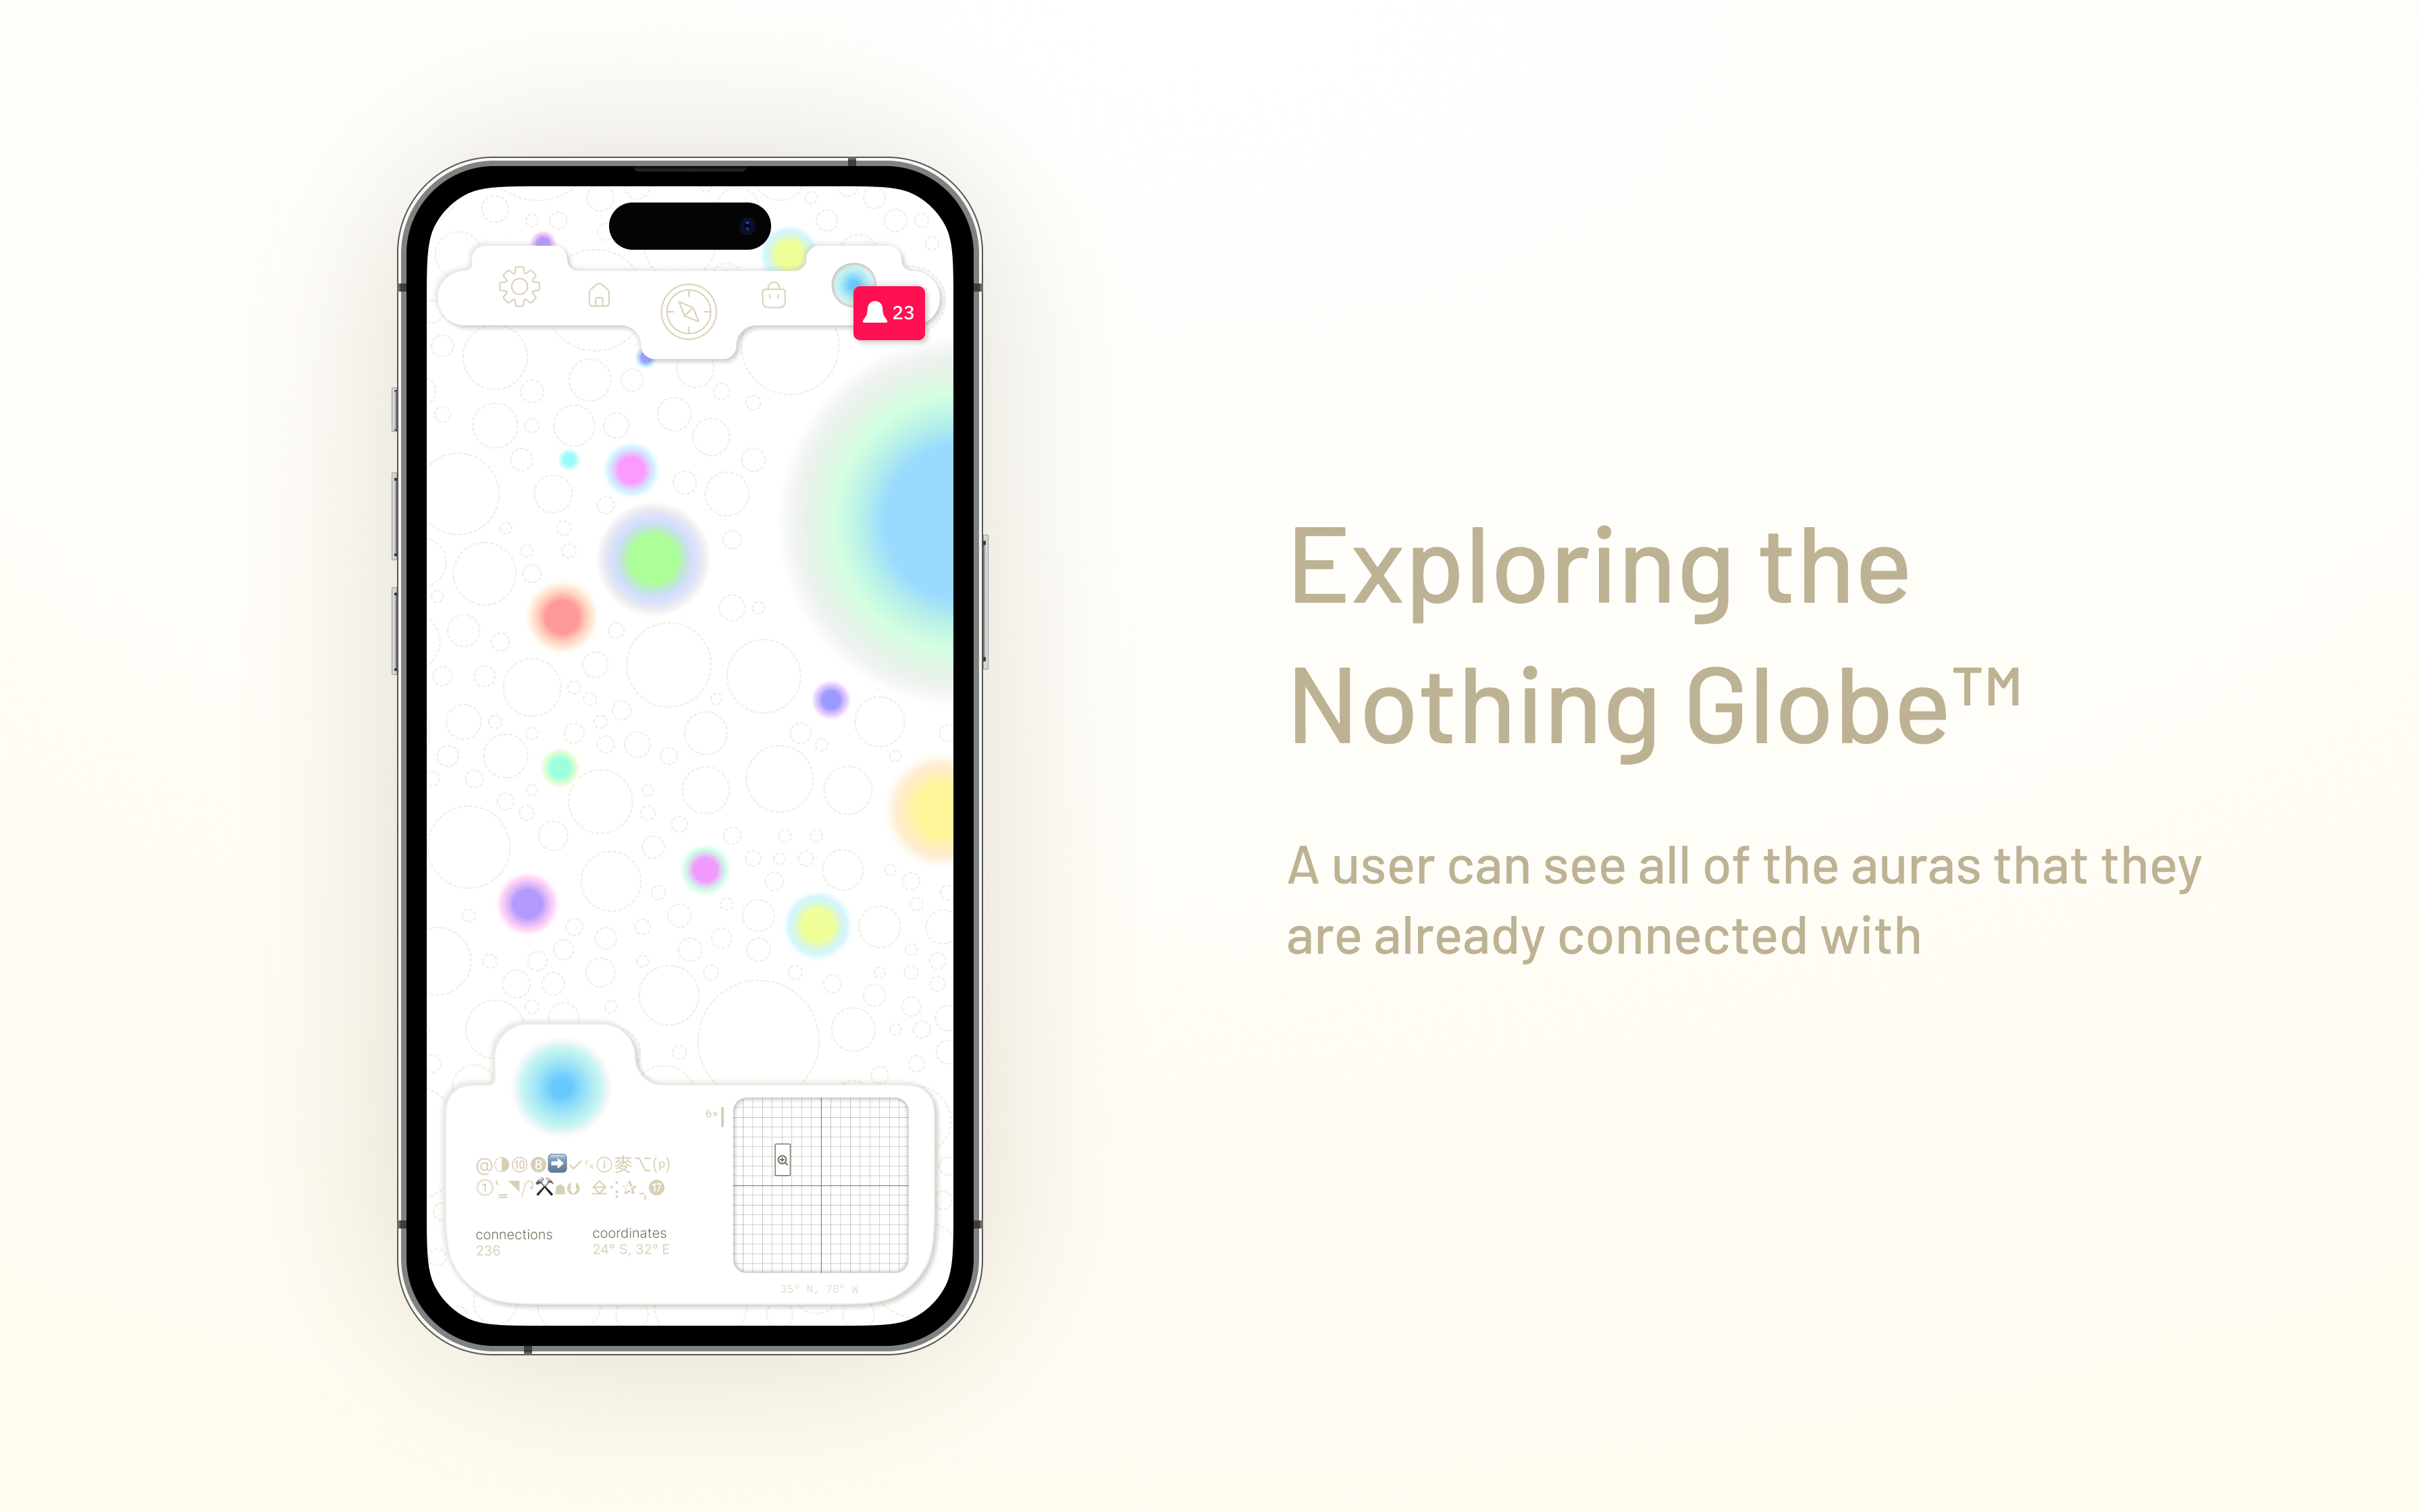 23
Exploring the
Nothing Globe™
A user can see all of the auras that they
are already connected with
6×
connections
236
coordinates
24° S, 32° E
35° N, 78° W